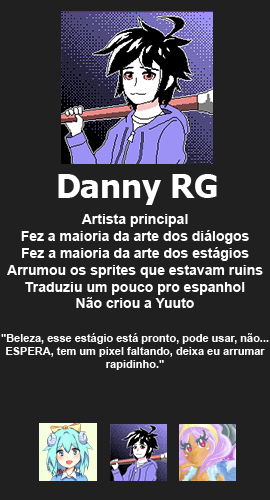 Danny RG
Artista principal
Fez a maioria da arte dos diálogos
Fez a maioria da arte dos estágios
Arrumou os sprites que estavam ruins
Traduziu um pouco pro espanhol
Não criou a Yuuto
"Beleza, esse estágio está pronto, pode usar, não...
ESPERA, tem um pixel faltando, deixa eu arrumar
rapidinho."